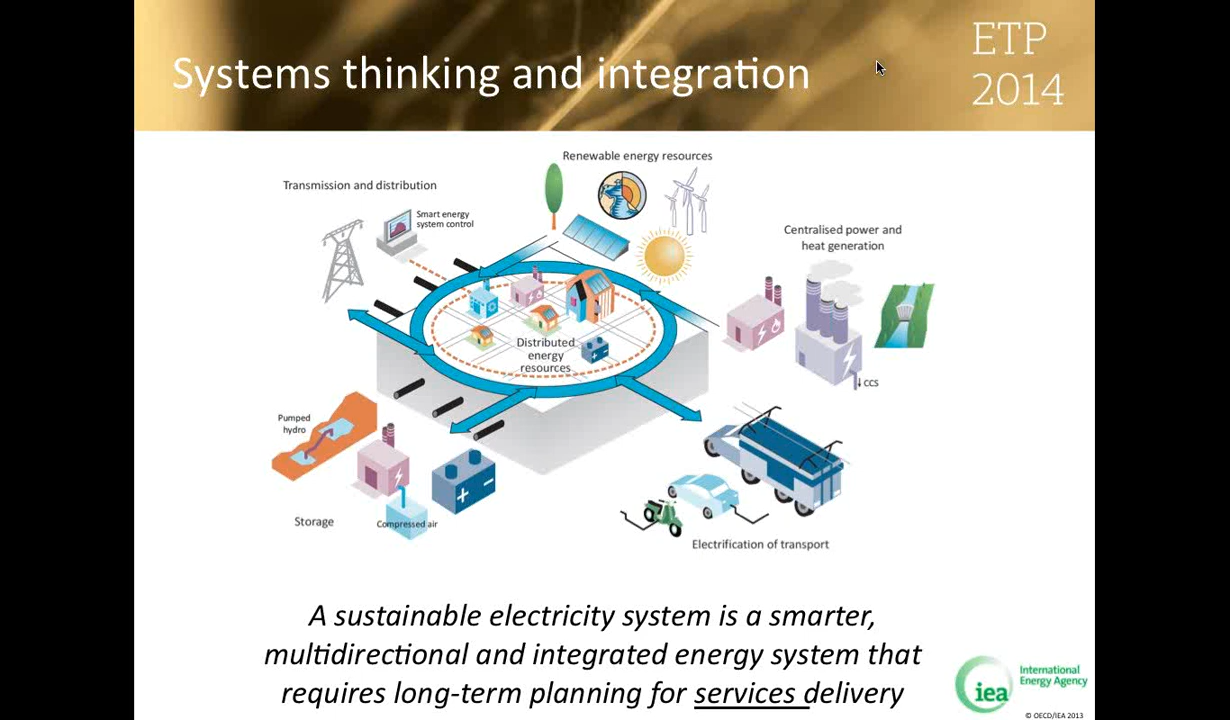 Systems thinking and integration
ETP
2014
Renewable energy resources
Transmission and distribution
Smart energy
system control
Centralised power and
heat generation
Distributed
energy
resources
CCS
Pumped
hydro
Storage
Compressed air
Electrification of transport
A sustainable electricity system is a smarter,
multidirectional and integrated energy system that
requires long-term planning for services delivery
iea
International
Energy Agency
© OECD/IEA 2013